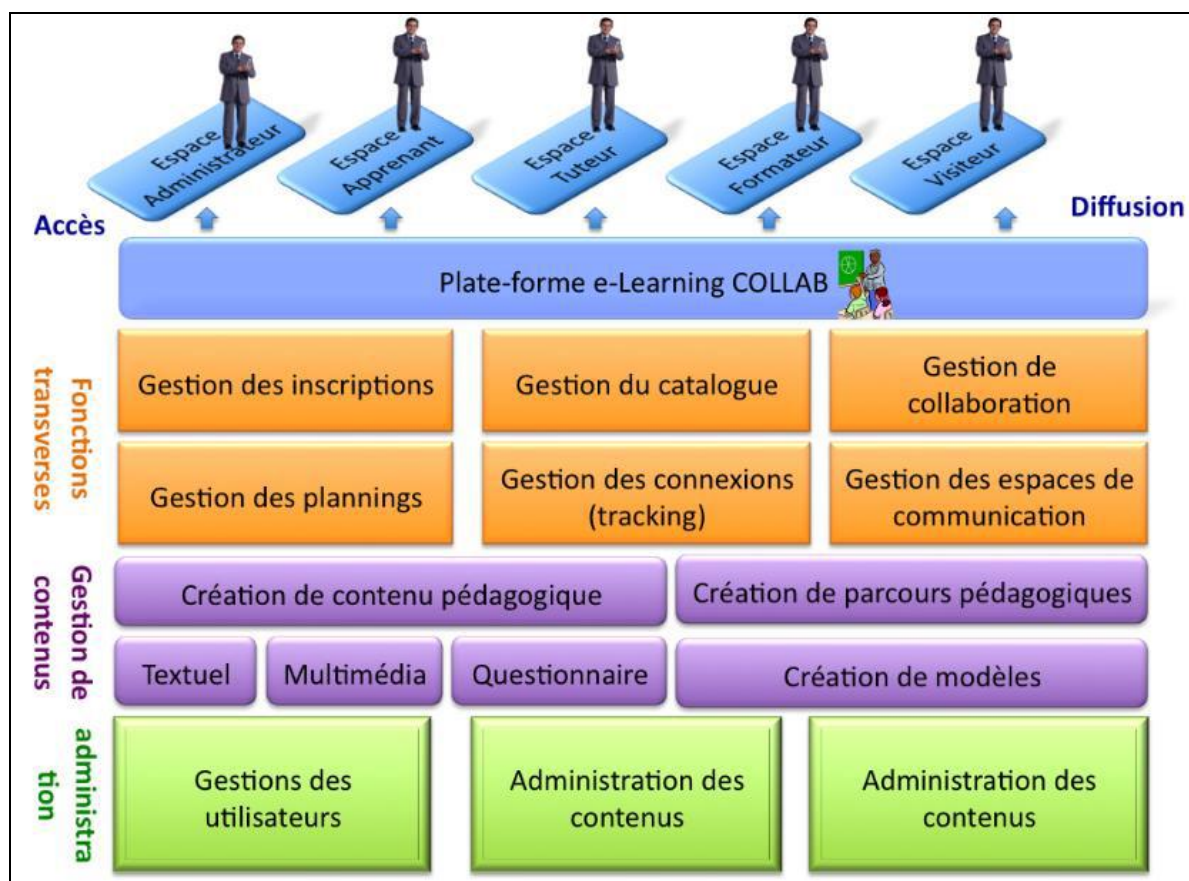 Espace
Administrateur
Espace
Apprenant
Espace
Tuteur
Espace
Formateur
Espace
Visiteur
Accès
Diffusion
Plate-forme e-Learning COLLAB
Fonctions
transverses
Gestion des inscriptions
Gestion du catalogue
Gestion de
collaboration
Gestion des plannings
Gestion des connexions
(tracking)
Gestion des espaces de
communication
Gestion de
contenus
Création de contenu pédagogique
Création de parcours pédagogiques
Textuel
Multimédia
Questionnaire
Création de modèles
administra
tion
Gestions des
utilisateurs
Administration des
contenus
Administration des
contenus